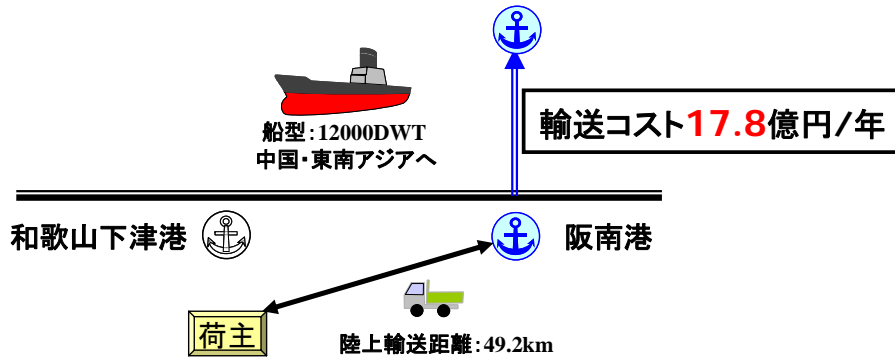 船型:12000DWT
中国・東南アジアへ
輸送コスト17.8億円/年
和歌山下津港
阪南港
荷主
陸上輸送距離:49.2km